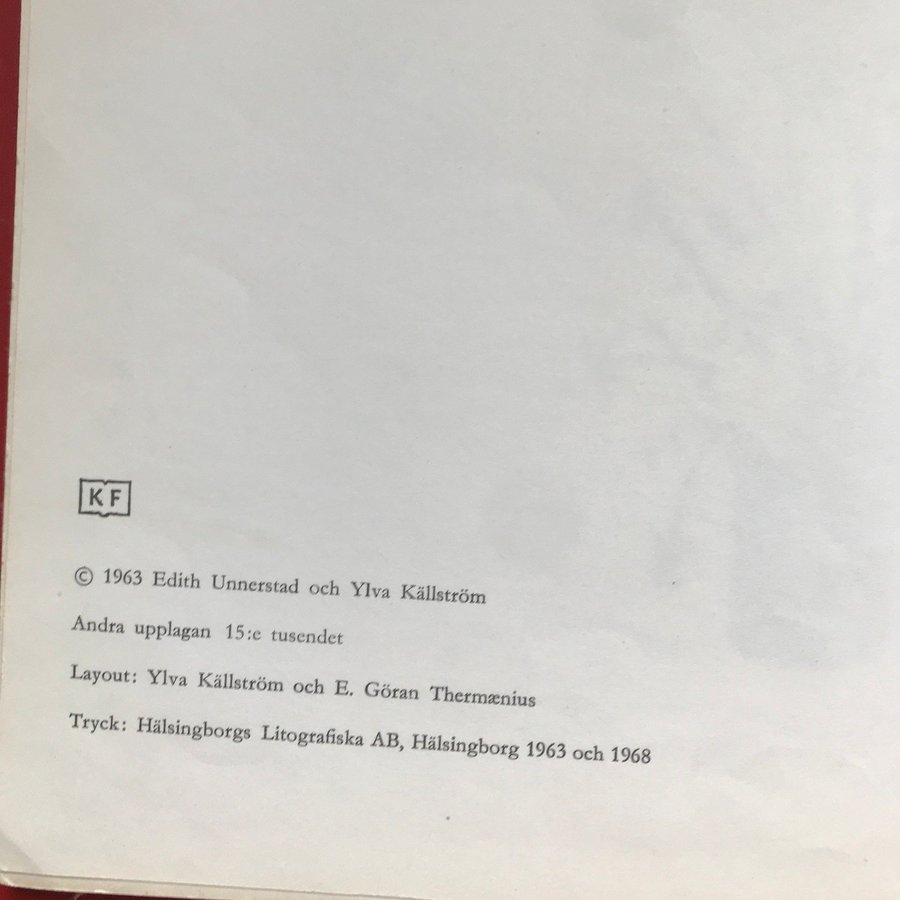 K F
© 1963 Edith Unnerstad och Ylva Källström
Andra upplagan 15:e tusendet
Layout: Ylva Källström och E. Göran Thermænius
Tryck: Hälsingborgs Litografiska AB, Hälsingborg 1963 och 1968